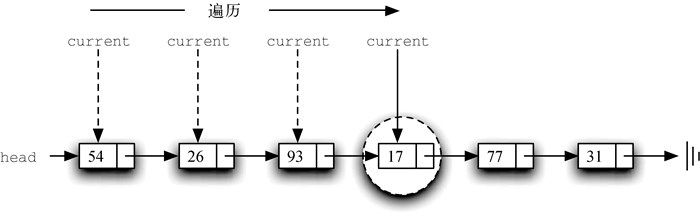 遍历
current current current current
head 54 26 93 17 77 31